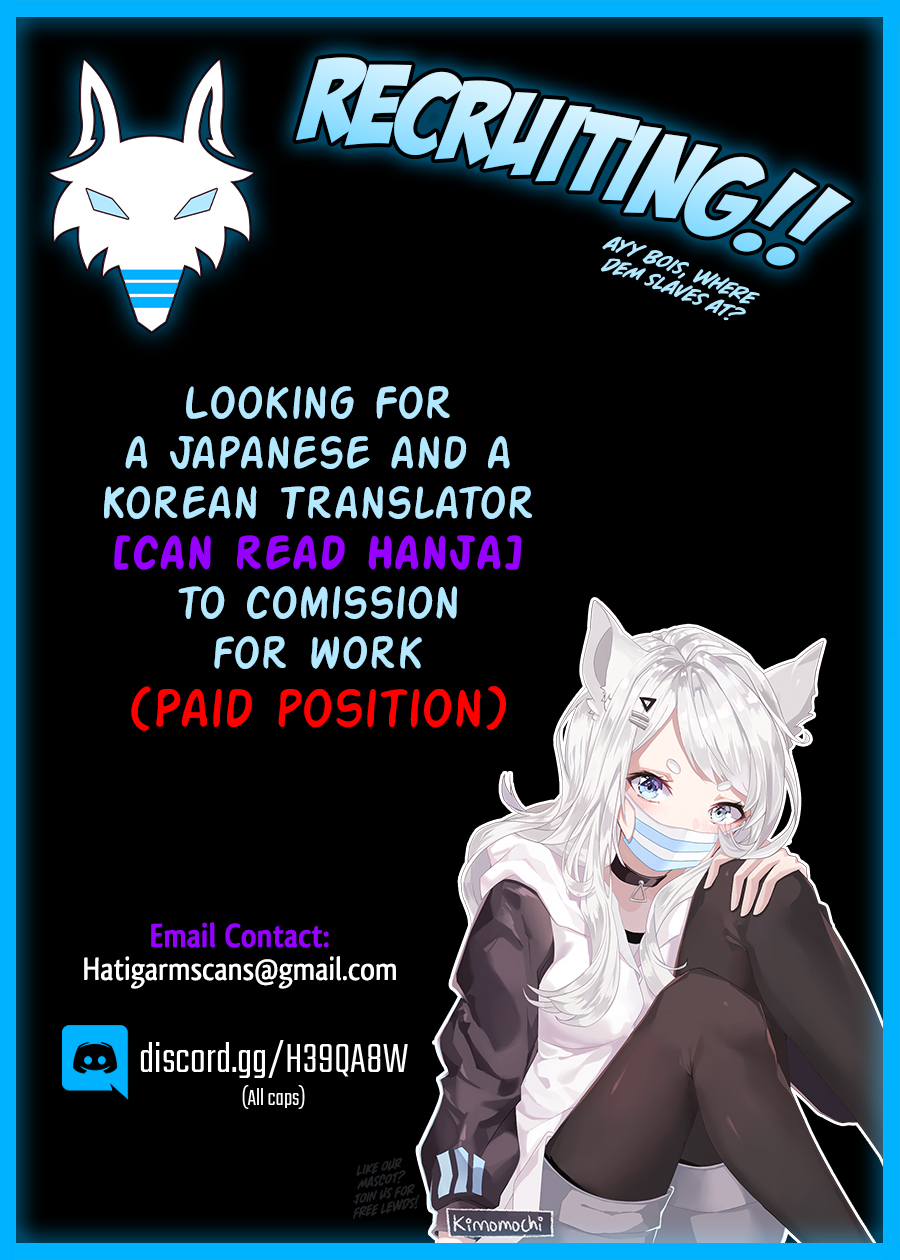 RECRUITING!!
AYY BOIS, WHERE
DEM SLAVES AT?
LOOKING FOR
A JAPANESE AND A
KOREAN TRANSLATOR
[CAN READ HANJA]
TO COMISSION
FOR WORK
(PAID POSITION)
Email Contact:
Hatigarmscans@gmail.com
discord.gg/H39QA8W
(All caps)
LIKE OUR
MASCOT?
JOIN US FOR
FREE LEWDS!
Kimomochi